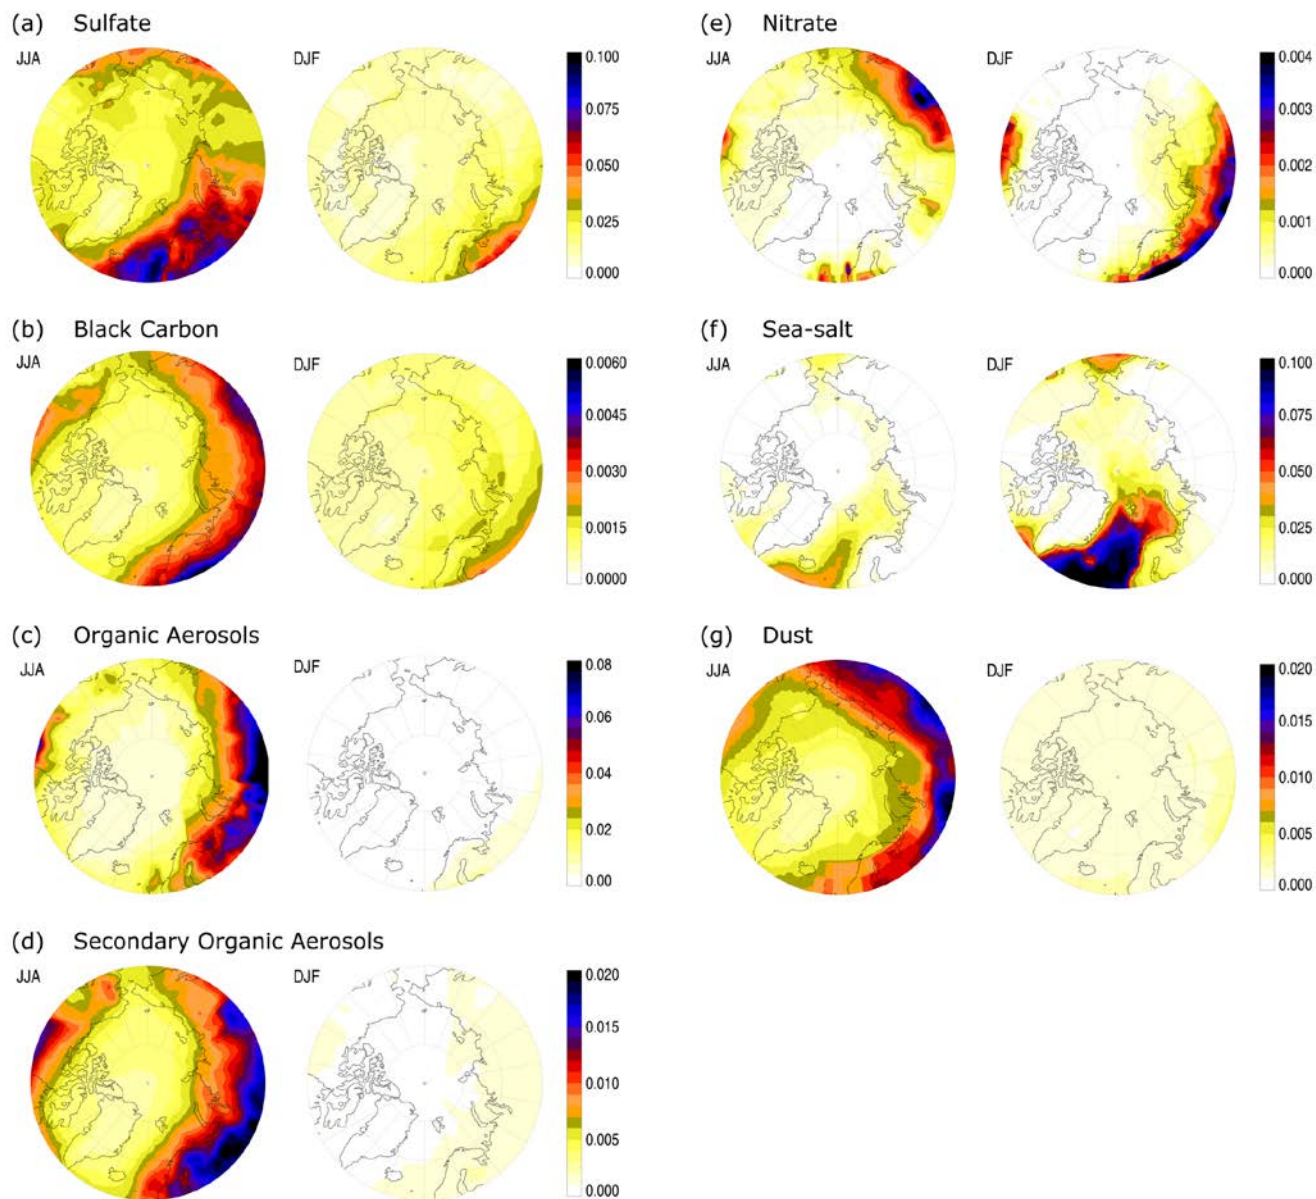 (a) Sulfate
JJA
DJF
0.100
0.075
0.050
0.025
0.000
(b) Black Carbon
JJA
DJF
0.0060
0.0045
0.0030
0.0015
0.0000
(c) Organic Aerosols
JJA
DJF
0.08
0.06
0.04
0.02
0.00
(d) Secondary Organic Aerosols
JJA
DJF
0.020
0.015
0.010
0.005
0.000
(e) Nitrate
JJA
DJF
0.004
0.003
0.002
0.001
0.000
(f) Sea-salt
JJA
DJF
0.100
0.075
0.050
0.025
0.000
(g) Dust
JJA
DJF
0.020
0.015
0.010
0.005
0.000